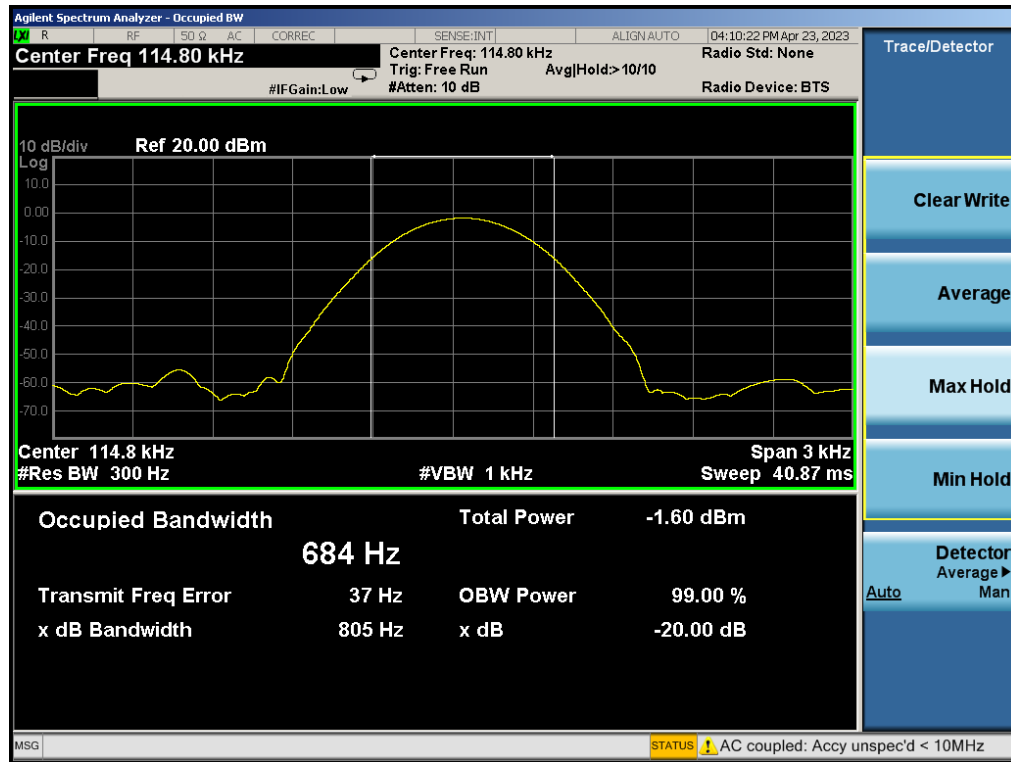 Agilent Spectrum Analyzer - Occupied BW
LXI R RF 50 Ω AC CORREC SENSE:INT ALIGN AUTO 04:10:22 PM Apr 23, 2023
Center Freq 114.80 kHz
Center Freq: 114.80 kHz Radio Std: None
Trig: Free Run Avg|Hold:> 10/10
#IFGain:Low #Atten: 10 dB Radio Device: BTS
10 dB/div Ref 20.00 dBm
Log
10.0
0.00
-10.0
-20.0
-30.0
-40.0
-50.0
-60.0
-70.0
Center 114.8 kHz Span 3 kHz
#Res BW 300 Hz #VBW 1 kHz Sweep 40.87 ms
Occupied Bandwidth Total Power -1.60 dBm
684 Hz
Transmit Freq Error 37 Hz OBW Power 99.00 %
x dB Bandwidth 805 Hz x dB -20.00 dB
Trace/Detector
Clear Write
Average
Max Hold
Min Hold
Detector
Average▶
Auto Man
MSG STATUS AC coupled: Accy unspec'd < 10MHz